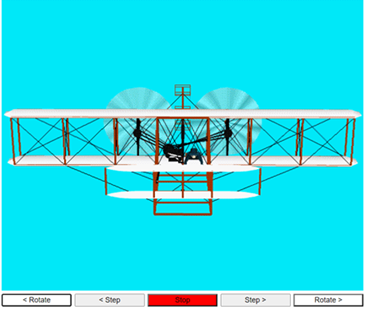 < Rotate
< Step
Stop
Step >
Rotate >